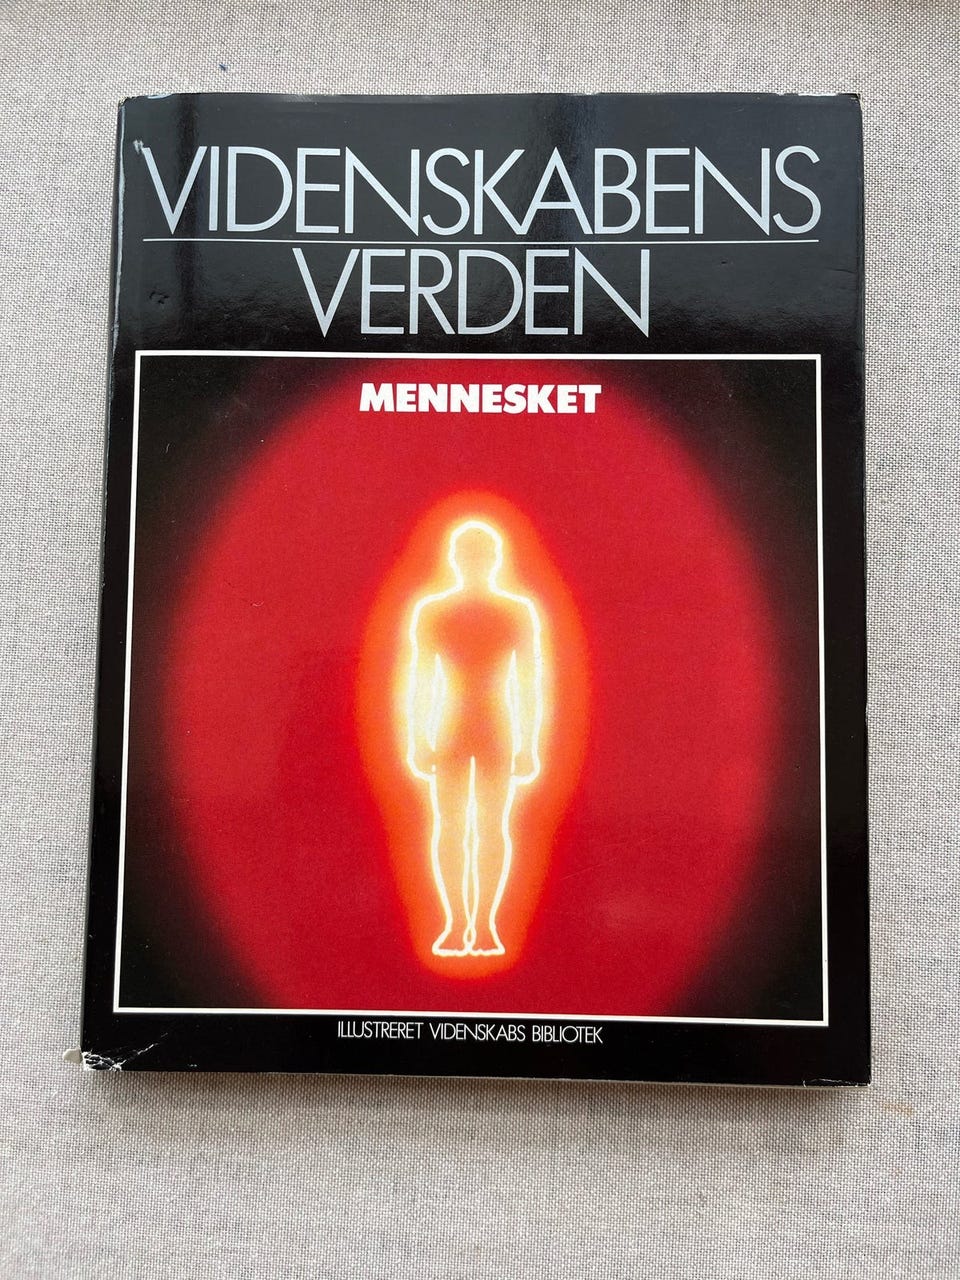 VIDENSKABENS
VERDEN
MENNESKET
ILLUSTRERET VIDENSKABS BIBLIOTEK